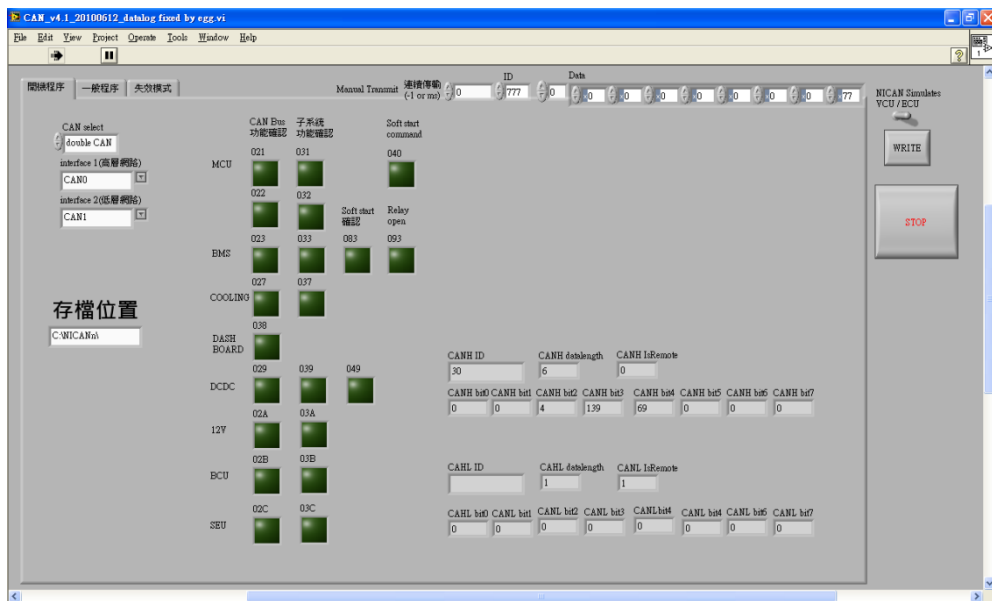 CAN_v4.1_20100612_datalog fixed by egg.vi
File Edit View Project Operate Tools Window Help
開機程序 一般程序 失效模式
Manual Transmit
連續傳輸
(-1 or ms)
0
ID
777
0
Data
0 0 0 0 0 0 0 77
NICAN Simulates
VCU / ECU
WRITE
STOP
CAN select
double CAN
interface 1(高層網路)
CAN0
interface 2(低層網路)
CAN1
存檔位置
C:\NICANn\
CAN Bus
功能確認
子系統
功能確認
Soft start
command
MCU
021 031 040
022 032
Soft start
確認
Relay
open
BMS
023 033 083 093
COOLING
027 037
DASH
BOARD
038
DCDC
029 039 049
12V
02A 03A
BCU
02B 03B
SEU
02C 03C
CANH ID CANH datalength CANH IsRemote
30 6 0
CANH bit0 CANH bit1 CANH bit2 CANH bit3 CANH bit4 CANH bit5 CANH bit6 CANH bit7
0 0 4 139 69 0 0 0
CAHL ID CAHL datalength CANL IsRemote
1 1
CAHL bit0 CANL bit1 CANL bit2 CANL bit3 CANL bit4 CANL bit4 CANL bit6 CANL bit7
0 0 0 0 0 0 0 0